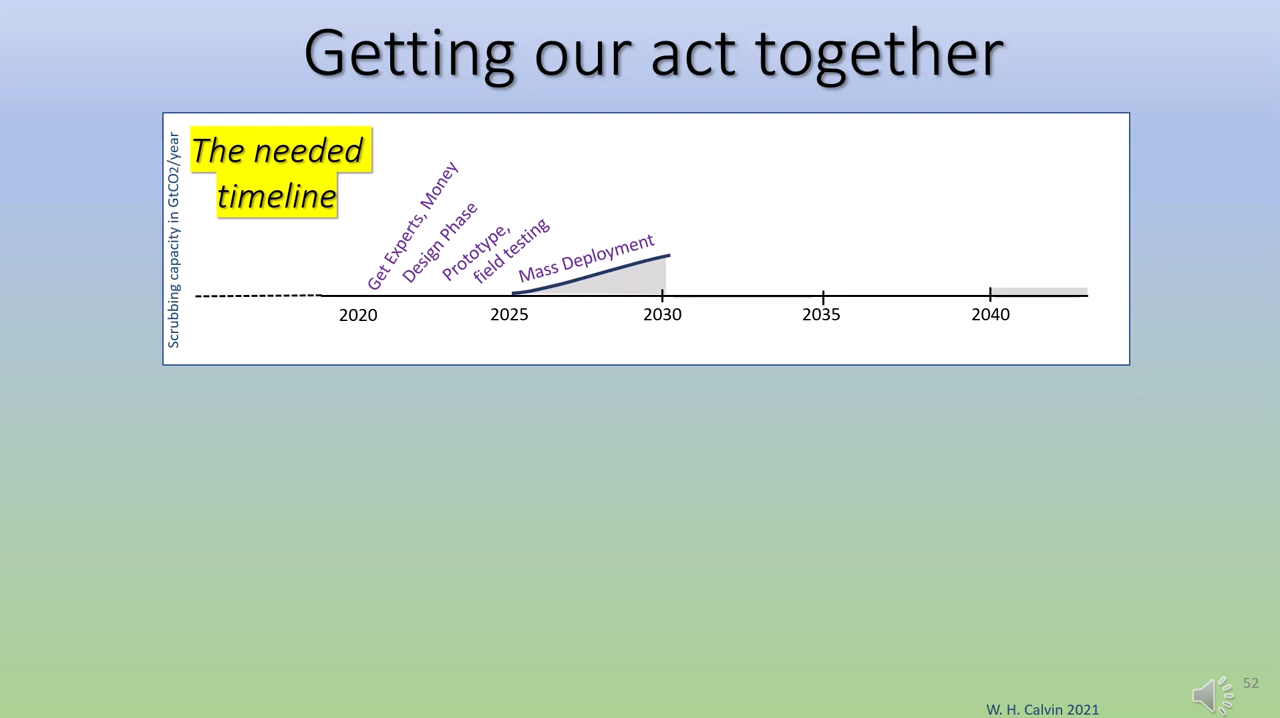 Getting our act together
Scrubbing capacity in GtCO2/year
The needed
timeline
Get Experts, Money
Design Phase
Prototype,
field testing
Mass Deployment
2020
2025
2030
2035
2040
52
W. H. Calvin 2021